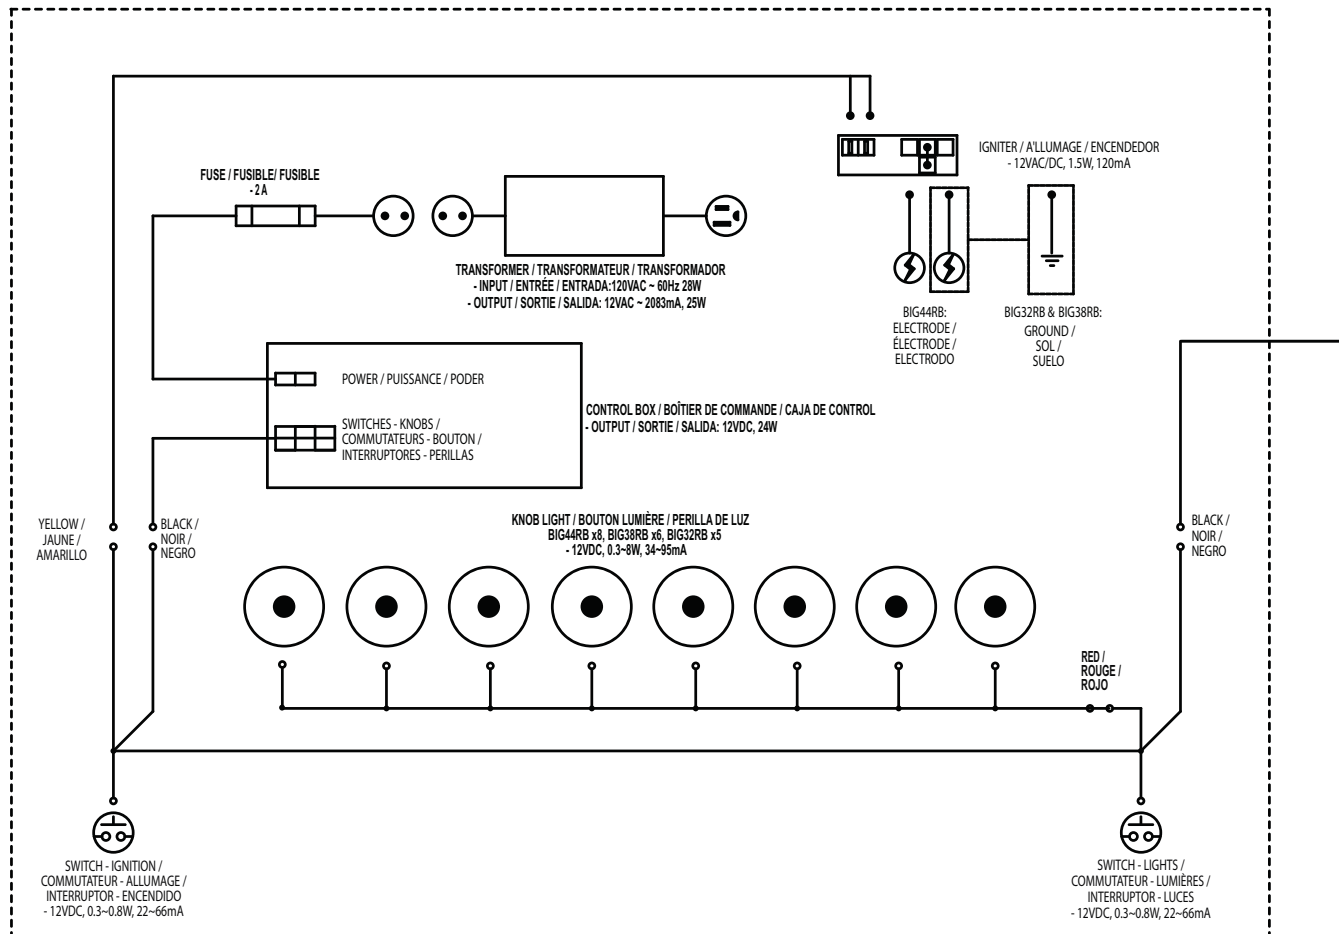 IGNITER / A'LLUMAGE / ENCENDEDOR
- 12VAC/DC, 1.5W, 120mA
FUSE / FUSIBLE/ FUSIBLE
- 2 A
TRANSFORMER / TRANSFORMATEUR / TRANSFORMADOR
- INPUT / ENTRÉE / ENTRADA:120VAC ~ 60Hz 28W
- OUTPUT / SORTIE / SALIDA: 12VAC ~ 2083mA, 25W
BIG44RB:
ELECTRODE /
ÉLECTRODE /
ELECTRODO
BIG32RB & BIG38RB:
GROUND /
SOL /
SUELO
POWER / PUISSANCE / PODER
SWITCHES - KNOBS /
COMMUTATEURS - BOUTON /
INTERRUPTORES - PERILLAS
CONTROL BOX / BOÎTIER DE COMMANDE / CAJA DE CONTROL
- OUTPUT / SORTIE / SALIDA: 12VDC, 24W
YELLOW /
JAUNE /
AMARILLO
BLACK /
NOIR /
NEGRO
KNOB LIGHT / BOUTON LUMIÈRE / PERILLA DE LUZ
BIG44RB x8, BIG38RB x6, BIG32RB x5
- 12VDC, 0.3~8W, 34~95mA
BLACK /
NOIR /
NEGRO
RED /
ROUGE /
ROJO
SWITCH - IGNITION /
COMMUTATEUR - ALLUMAGE /
INTERRUPTOR - ENCENDIDO
- 12VDC, 0.3~0.8W, 22~66mA
SWITCH - LIGHTS /
COMMUTATEUR - LUMIÈRES /
INTERRUPTOR - LUCES
- 12VDC, 0.3~0.8W, 22~66mA